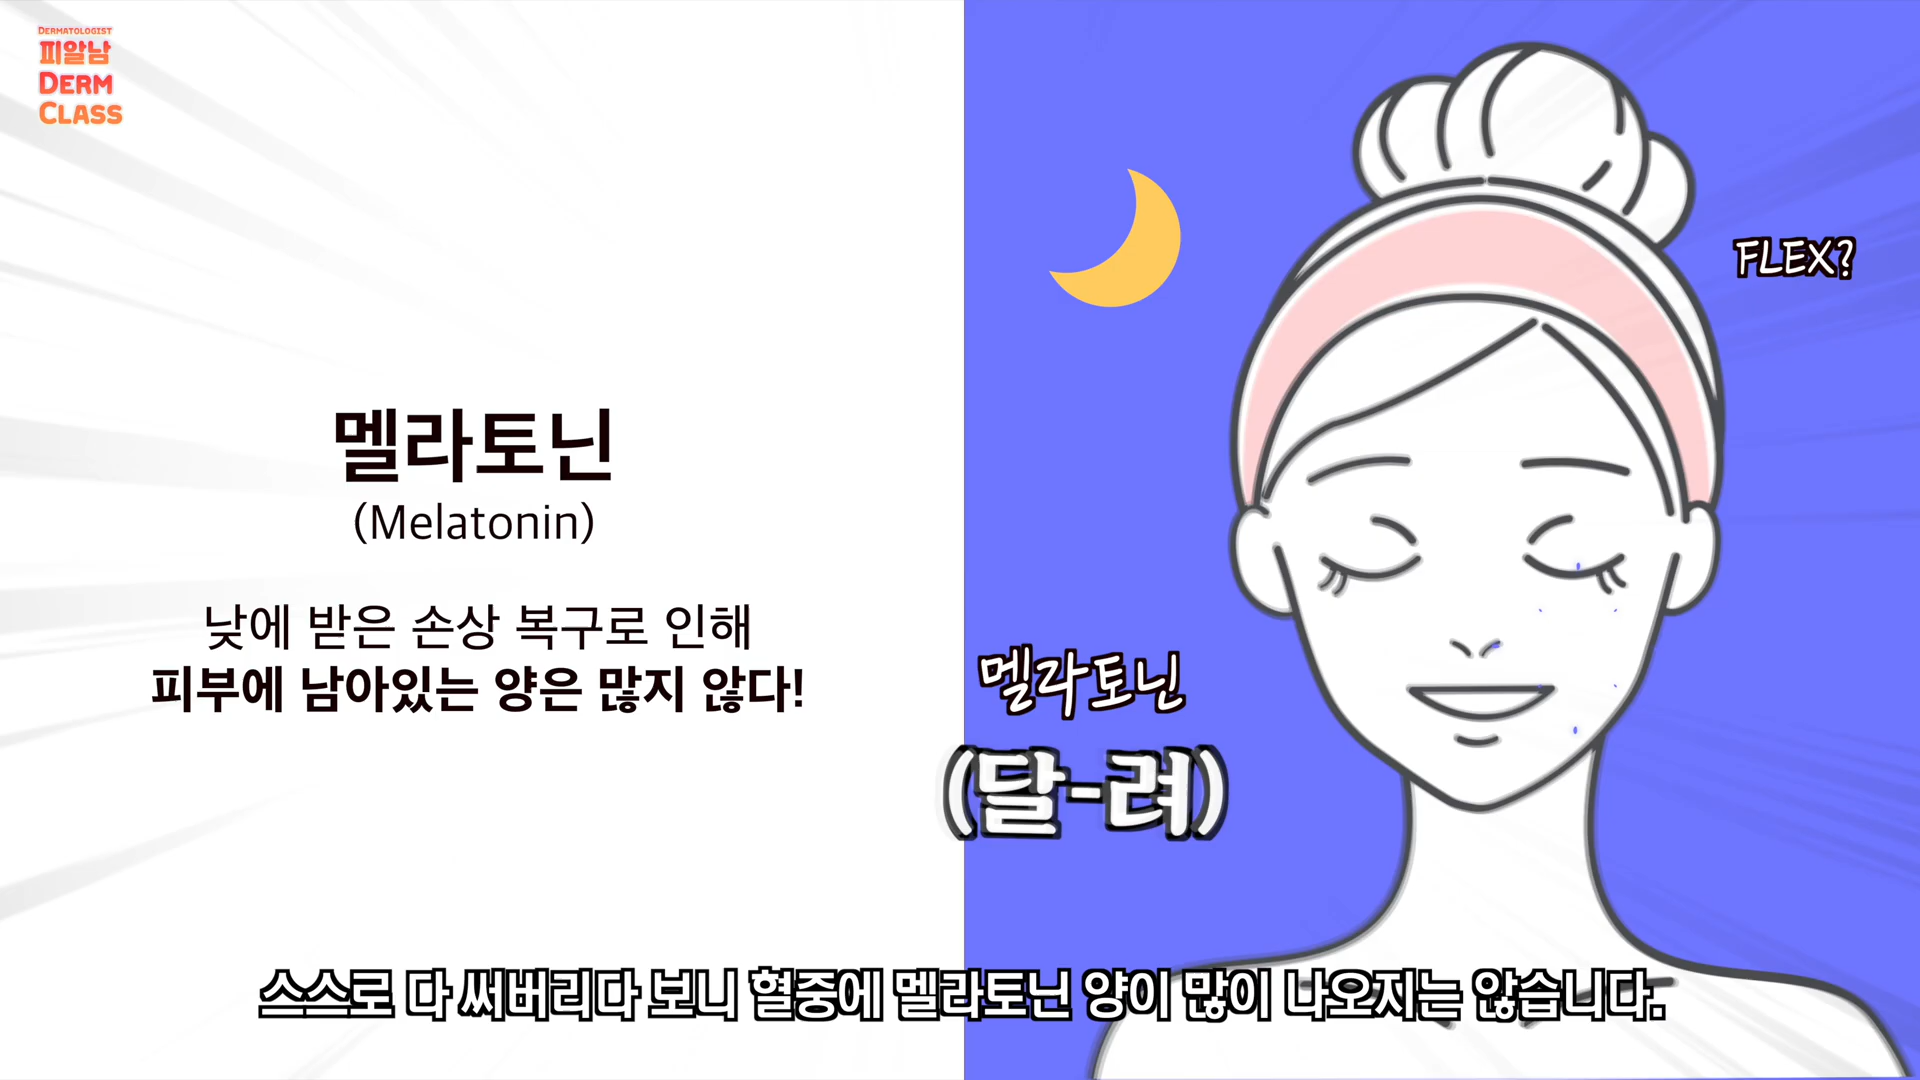 DERMATOLOGIST
피알남
DERM
CLASS
멜라토닌
(Melatonin)
낮에 받은 손상 복구로 인해
피부에 남아있는 양은 많지 않다!
FLEX?
멜라토닌
(달-려)
스스로 다 써버리다 보니 혈중에 멜라토닌 양이 많이 나오지는 않습니다.